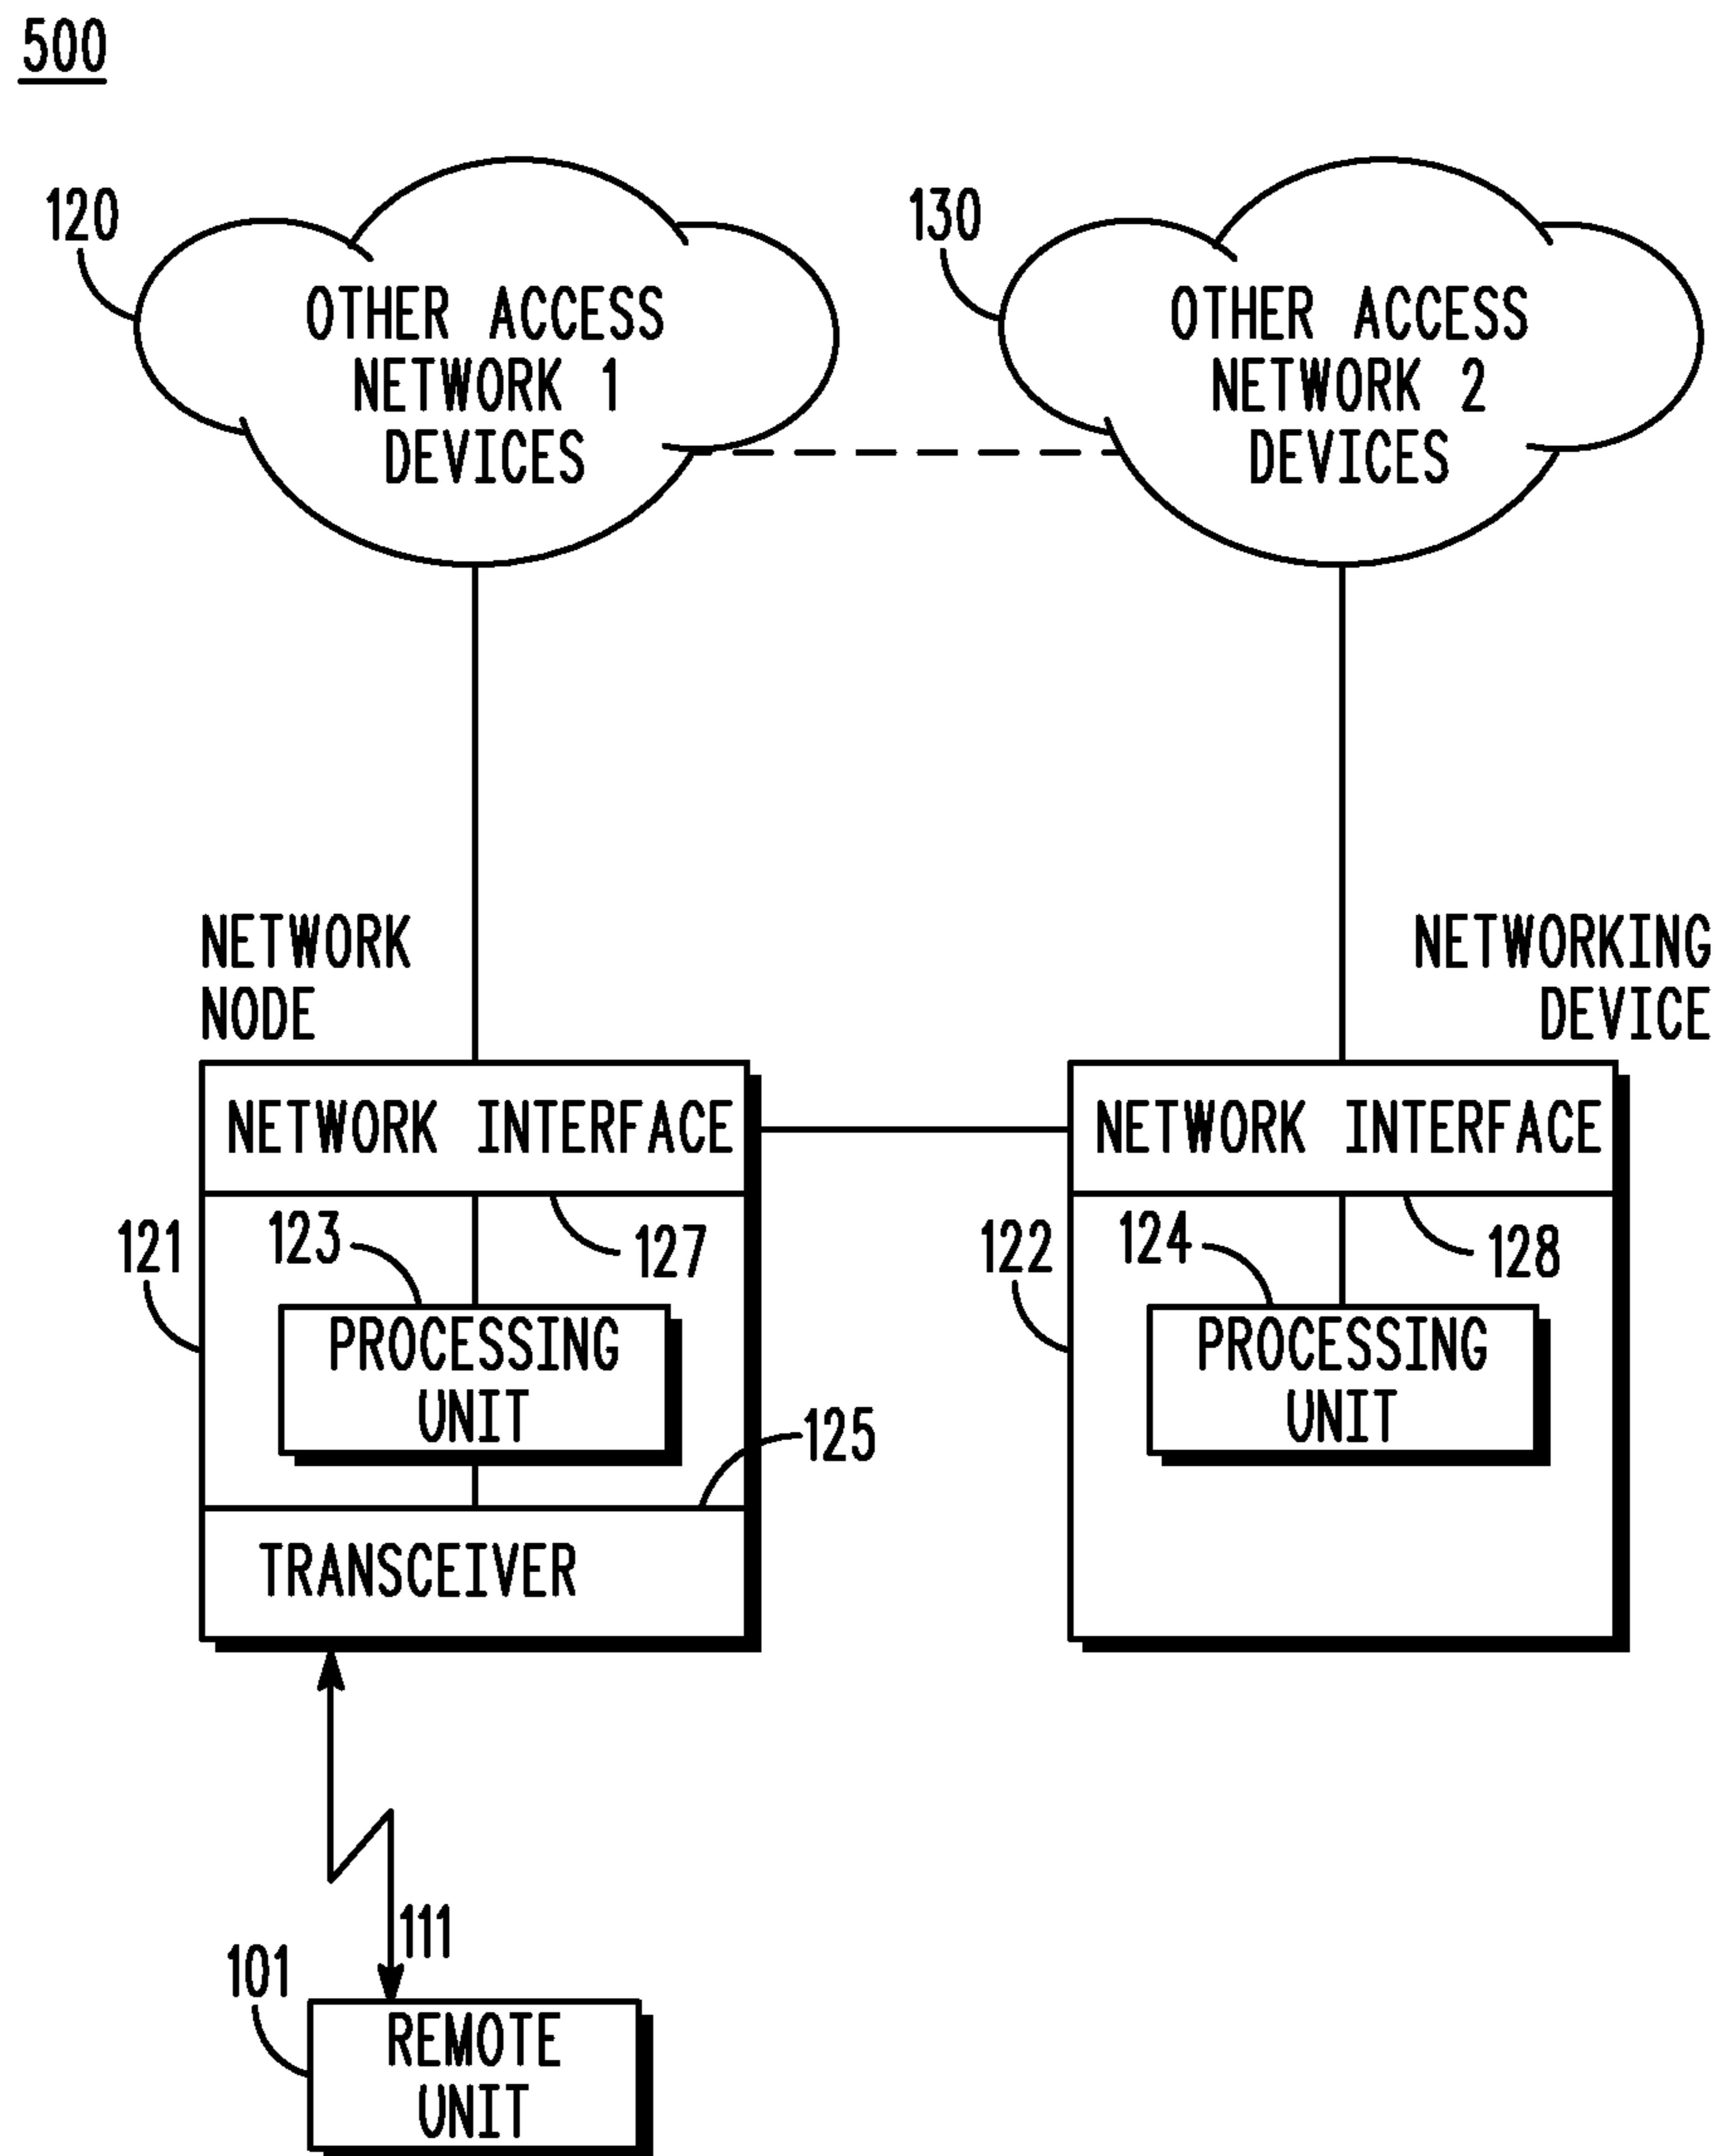 500
120
130
OTHER ACCESS
NETWORK 1
DEVICES
OTHER ACCESS
NETWORK 2
DEVICES
NETWORK
NODE
NETWORKING
DEVICE
NETWORK INTERFACE
NETWORK INTERFACE
121
123
127
122
124
128
PROCESSING
UNIT
PROCESSING
UNIT
125
TRANSCEIVER
111
101
REMOTE
UNIT